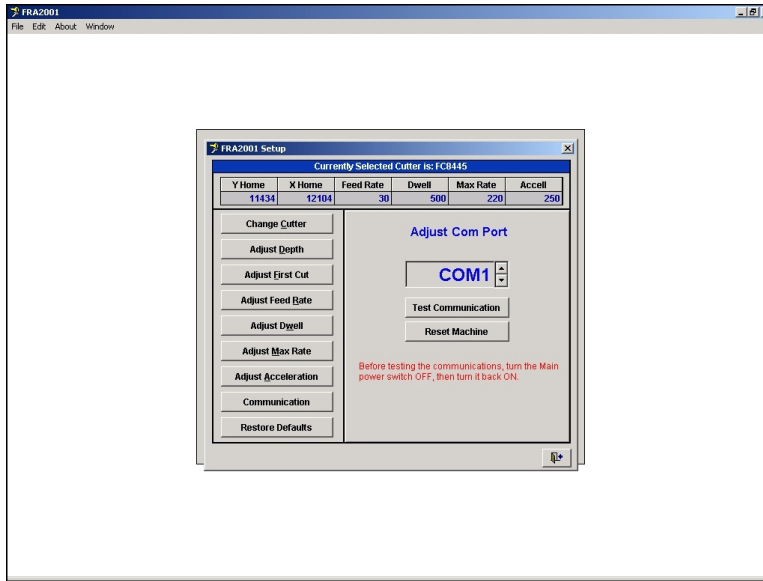 FRA2001
File Edit About Window
FRA2001 Setup
Currently Selected Cutter is: FC8445
Y Home X Home Feed Rate Dwell Max Rate Accell
11434 12104 30 500 220 250
Change Cutter
Adjust Depth
Adjust First Cut
Adjust Feed Rate
Adjust Dwell
Adjust Max Rate
Adjust Acceleration
Communication
Restore Defaults
Adjust Com Port
COM1
Test Communication
Reset Machine
Before testing the communications, turn the Main
power switch OFF, then turn it back ON.